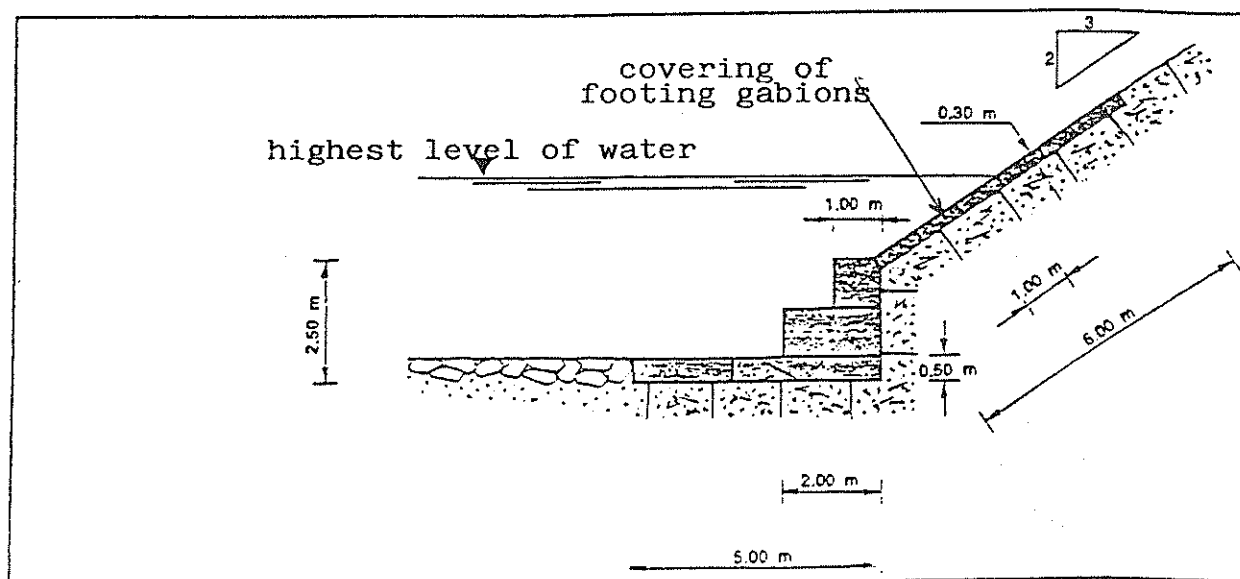 3
2
covering of
footing gabions
0.30 m
highest level of water
1.00 m
2.50 m
1.00 m
6.00 m
0.50 m
2.00 m
5.00 m